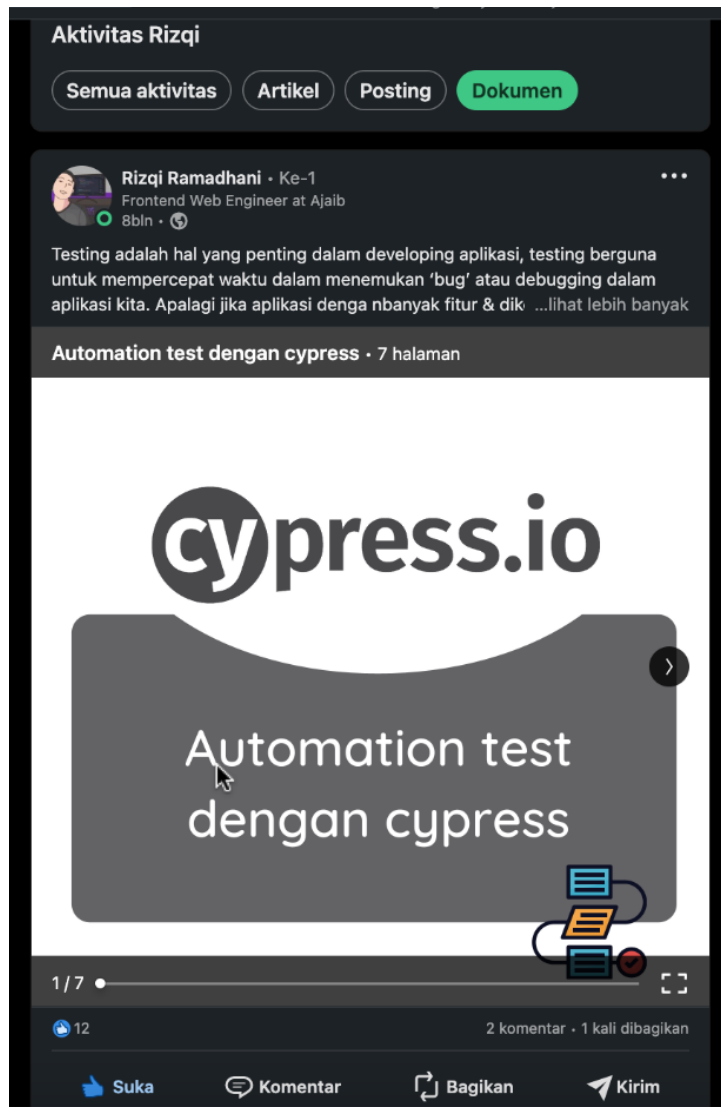 Aktivitas Rizqi
Semua aktivitas Artikel Posting Dokumen
Rizqi Ramadhani • Ke-1
Frontend Web Engineer at Ajaib
8bln •
Testing adalah hal yang penting dalam developing aplikasi, testing berguna
untuk mempercepat waktu dalam menemukan ‘bug’ atau debugging dalam
aplikasi kita. Apalagi jika aplikasi denga nbanyak fitur & dik ...lihat lebih banyak
Automation test dengan cypress • 7 halaman
cypress.io
Automation test
dengan cypress
1/7
12 2 komentar • 1 kali dibagikan
Suka Komentar Bagikan Kirim